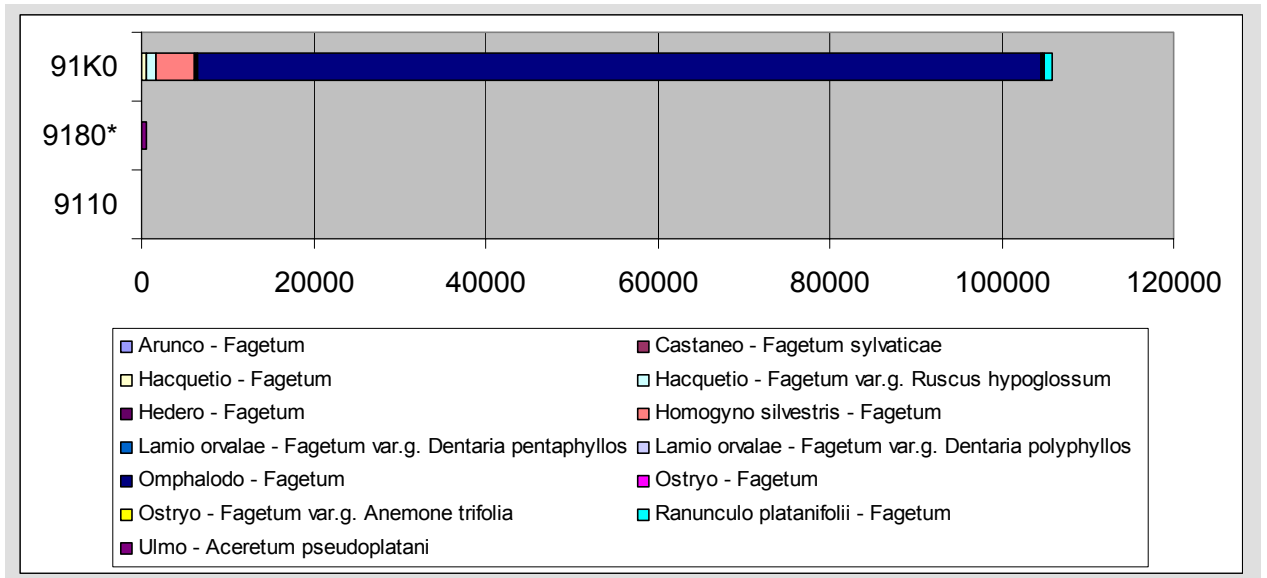 91K0
9180*
9110
0 20000 40000 60000 80000 100000 120000
Arunco - Fagetum Castaneo - Fagetum sylvaticae
Hacquetio - Fagetum Hacquetio - Fagetum var.g. Ruscus hypoglossum
Hedero - Fagetum Homogyno silvestris - Fagetum
Lamio orvalae - Fagetum var.g. Dentaria pentaphyllos Lamio orvalae - Fagetum var.g. Dentaria polyphyllos
Omphalodo - Fagetum Ostryo - Fagetum
Ostryo - Fagetum var.g. Anemone trifolia Ranunculo platanifolii - Fagetum
Ulmo - Aceretum pseudoplatani